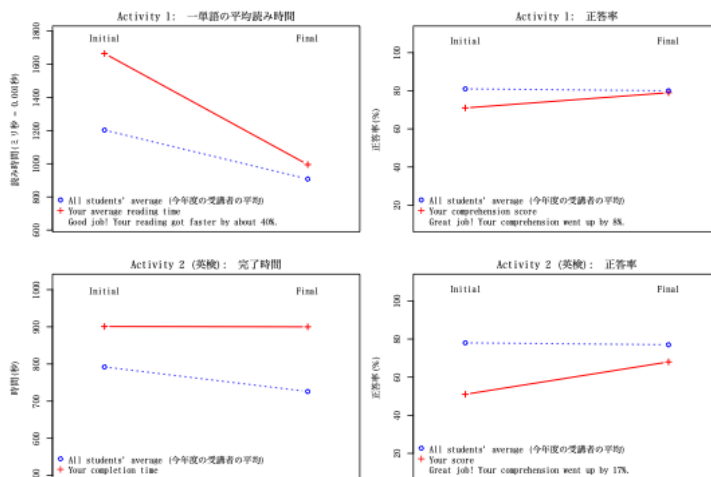 Activity 1: 一単語の平均読み時間
Initial
Final
読み時間(ミリ秒 = 0.001秒)
600
800
1000
1200
1400
1600
1800
All students' average (今年度の受講者の平均)
Your average reading time
Good job! Your reading got faster by about 40%.
Activity 1: 正答率
Initial
Final
正答率(%)
20
40
60
80
100
All students' average (今年度の受講者の平均)
Your comprehension score
Great job! Your comprehension went up by 8%.
Activity 2 (英検): 完了時間
Initial
Final
時間(秒)
600
700
800
900
1000
All students' average (今年度の受講者の平均)
Your completion time
Activity 2 (英検): 正答率
Initial
Final
正答率(%)
20
40
60
80
100
All students' average (今年度の受講者の平均)
Your score
Great job! Your comprehension went up by 17%.